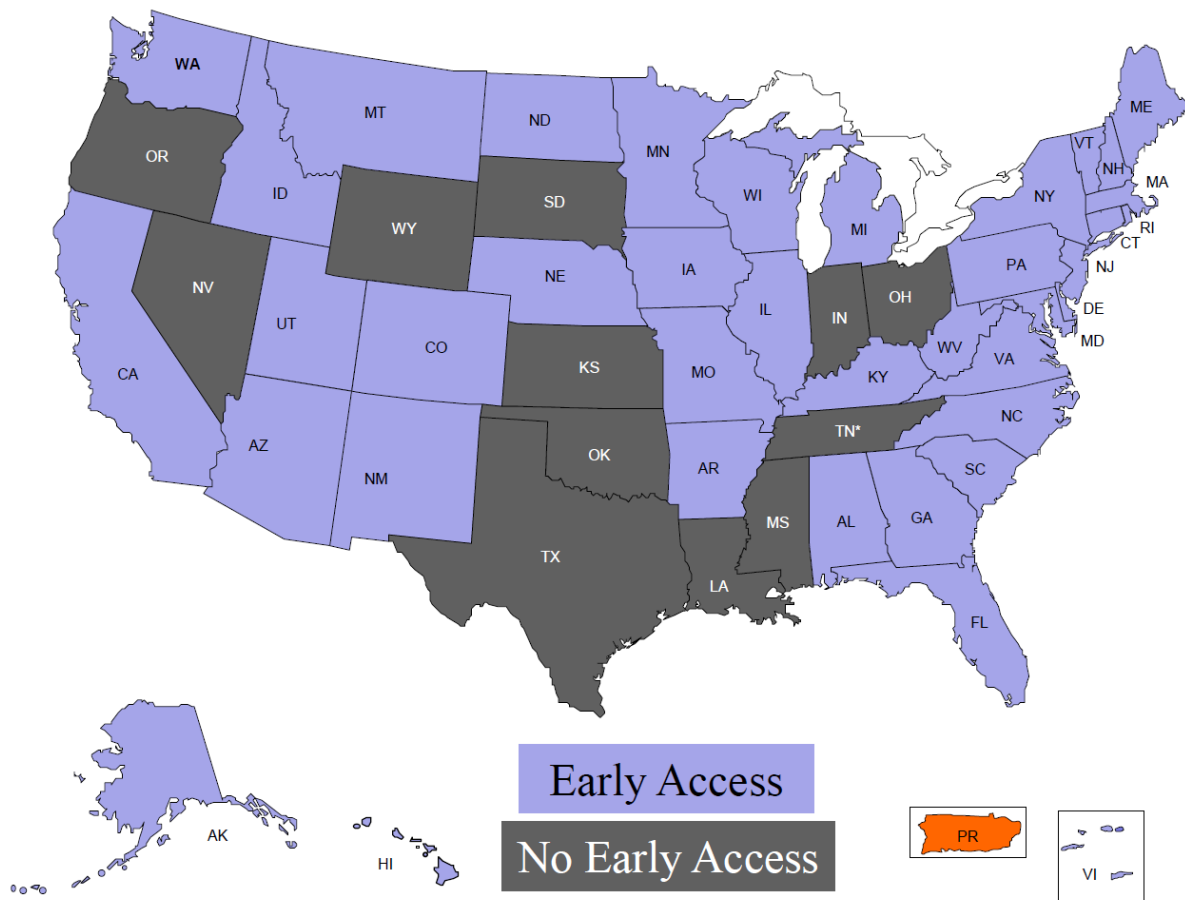 WA
MT
ND
MN
ME
VT
NH
MA
OR
ID
WY
SD
WI
MI
NY
RI
CT
NV
UT
CO
NE
IA
IL
IN
OH
PA
NJ
DE
MD
CA
AZ
NM
KS
MO
KY
WV
VA
OK
AR
TN*
NC
SC
TX
LA
MS
AL
GA
FL
AK
HI
Early Access
No Early Access
PR
VI